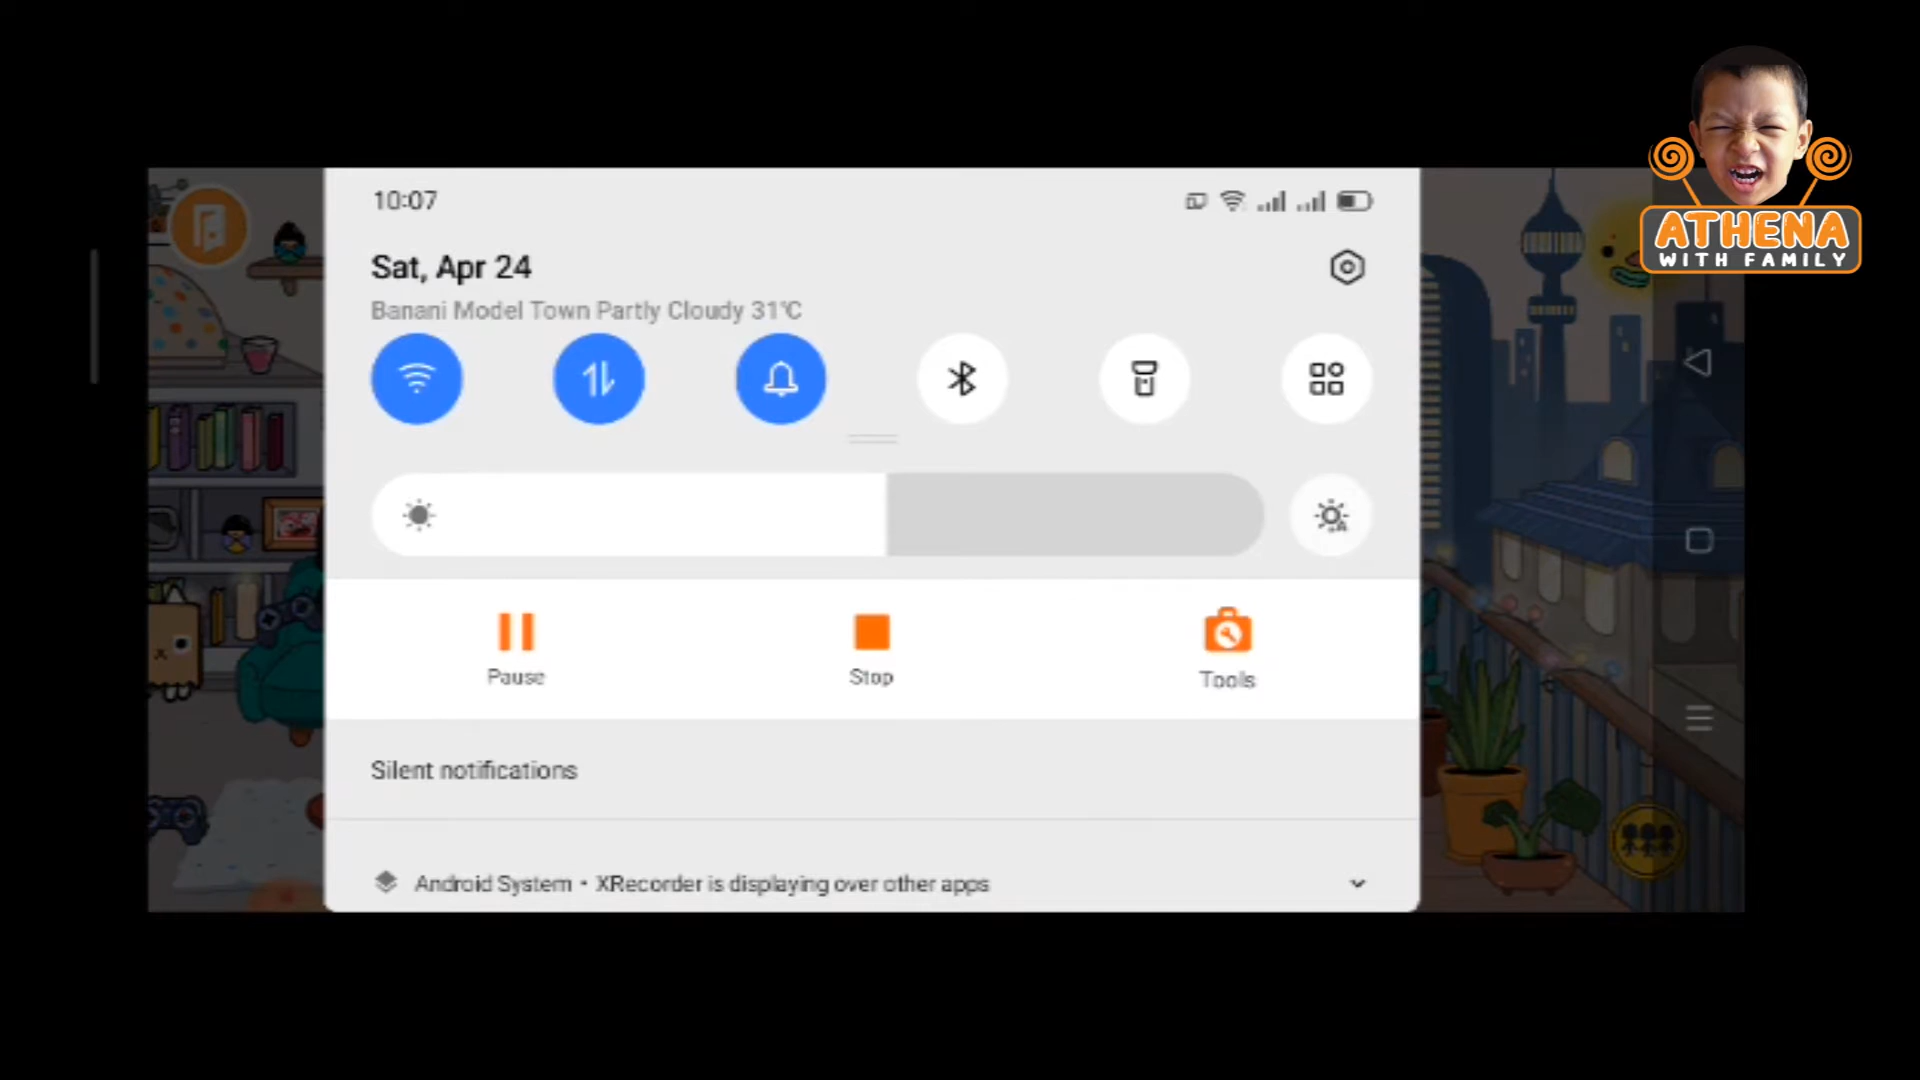 10:07
Sat, Apr 24
Banani Model Town Partly Cloudy 31°C
Pause
Stop
Tools
Silent notifications
Android System • XRecorder is displaying over other apps
ATHENA
WITH FAMILY